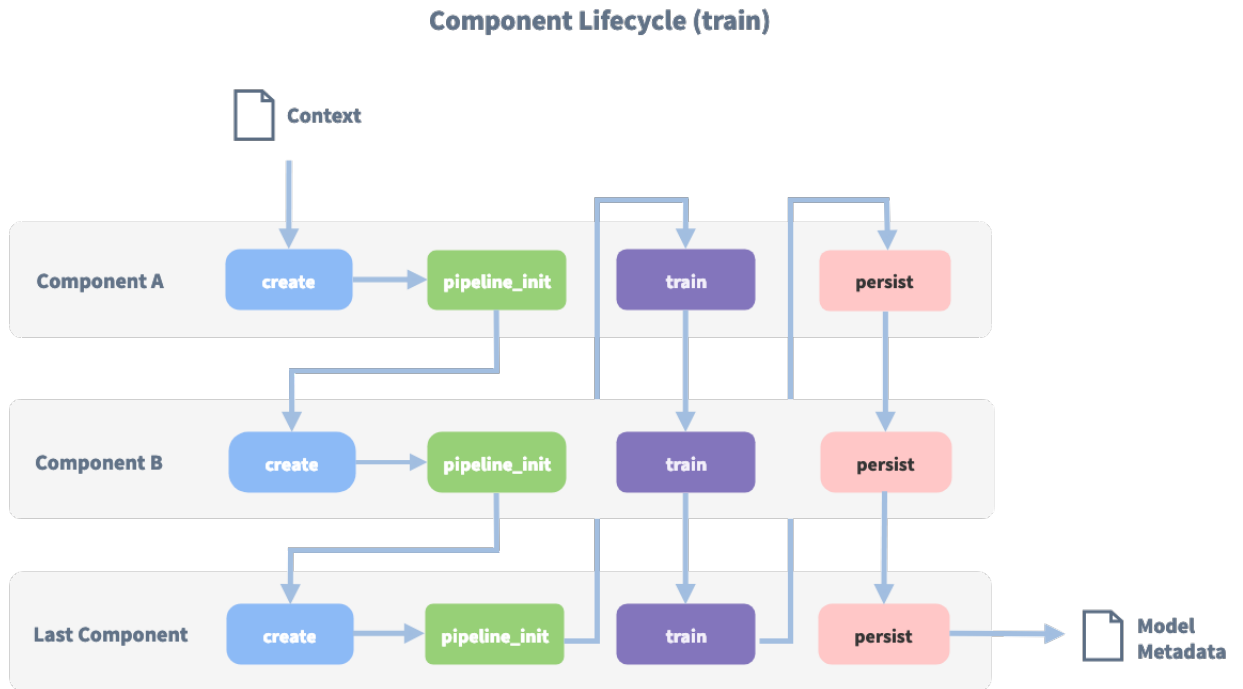 Component Lifecycle (train)
Context
Component A
create
pipeline_init
train
persist
Component B
create
pipeline_init
train
persist
Last Component
create
pipeline_init
train
persist
Model
Metadata